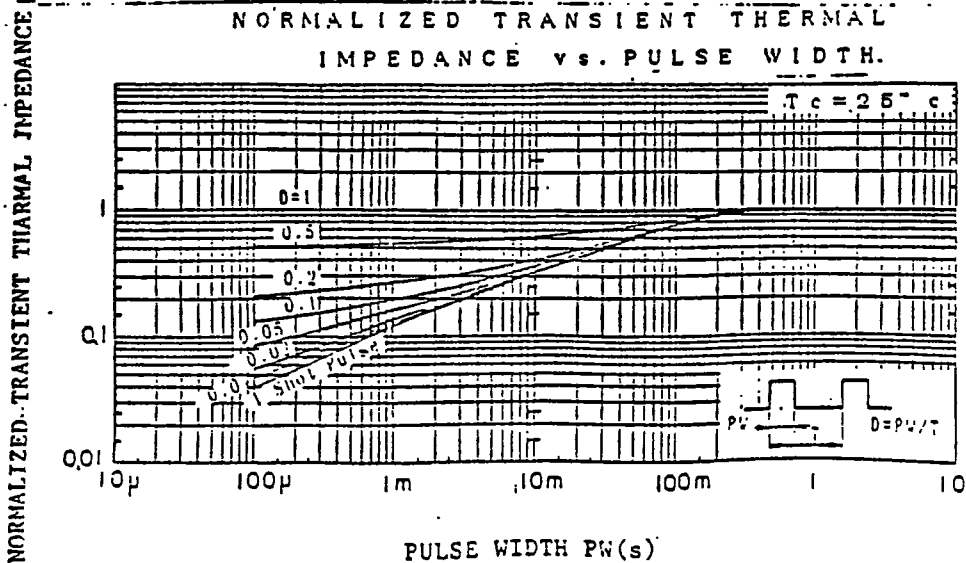 NORMALIZED TRANSIENT THERMAL
IMPEDANCE vs. PULSE WIDTH.
NORMALIZED TRANSIENT THARMAL IMPEDANCE
Tc=25°c
D=1
0.5
0.2
0.1
0.05
1 Shot Pulse
1
0.1
0.01
PW
D=PW/T
10μ
100μ
1m
10m
100m
1
10
PULSE WIDTH PW(s)